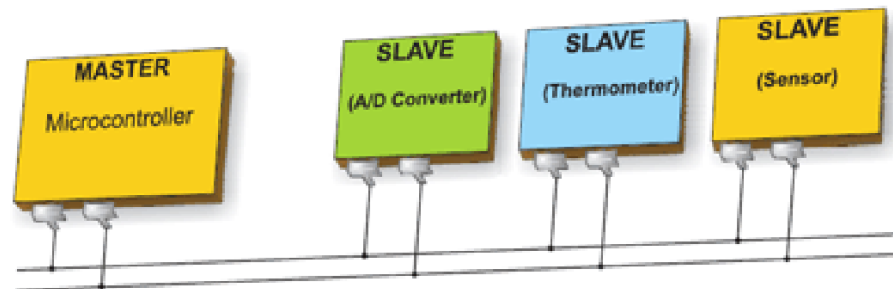 MASTER
Microcontroller
SLAVE
(A/D Converter)
SLAVE
(Thermometer)
SLAVE
(Sensor)